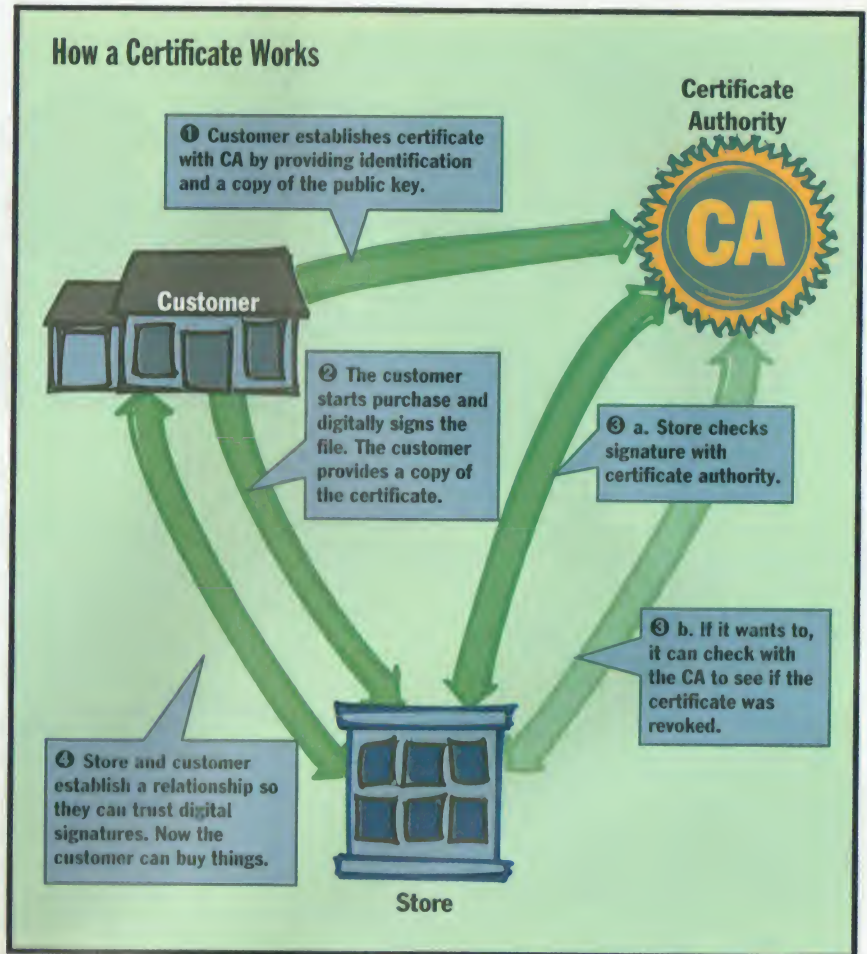 How a Certificate Works
Certificate
Authority
❶ Customer establishes certificate
with CA by providing identification
and a copy of the public key.
CA
Customer
❷ The customer
starts purchase and
digitally signs the
file. The customer
provides a copy of
the certificate.
❸ a. Store checks
signature with
certificate authority.
❸ b. If it wants to,
it can check with
the CA to see if the
certificate was
revoked.
❹ Store and customer
establish a relationship so
they can trust digital
signatures. Now the
customer can buy things.
Store